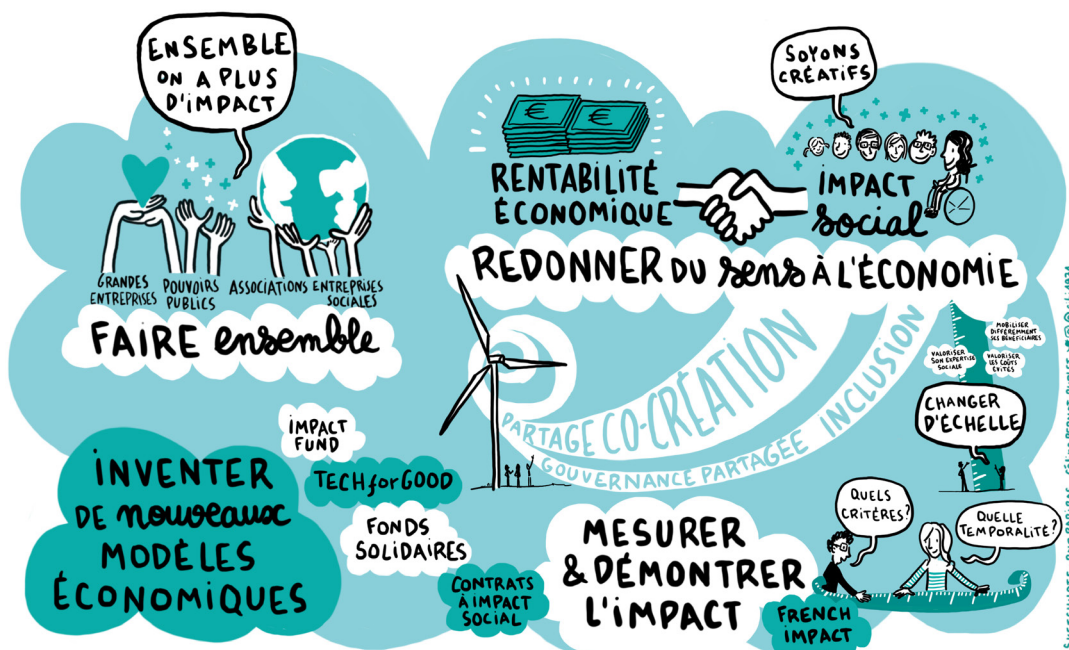 ENSEMBLE
ON A PLUS
D'IMPACT
GRANDES
ENTREPRISES
POUVOIRS
PUBLICS
ASSOCIATIONS
ENTREPRISES
SOCIALES
FAIRE ensemble
SOYONS
CRÉATIFS
€
€
RENTABILITÉ
ÉCONOMIQUE
IMPACT
social
REDONNER DU sens À L'ÉCONOMIE
PARTAGE CO-CRÉATION
GOUVERNANCE PARTAGÉE INCLUSION
MOBILISER
DIFFÉREMMENT
SES BÉNÉFICIAIRES
VALORISER
SON EXPERTISE
SOCIALE
VALORISER
LES COÛTS
ÉVITÉS
CHANGER
D'ÉCHELLE
INVENTER
DE nouveaux
MODÈLES
ÉCONOMIQUES
IMPACT
FUND
TECH for GOOD
FONDS
SOLIDAIRES
CONTRATS
À IMPACT
SOCIAL
MESURER
& DÉMONTRER
L'IMPACT
QUELS
CRITÈRES?
QUELLE
TEMPORALITÉ?
FRENCH
IMPACT